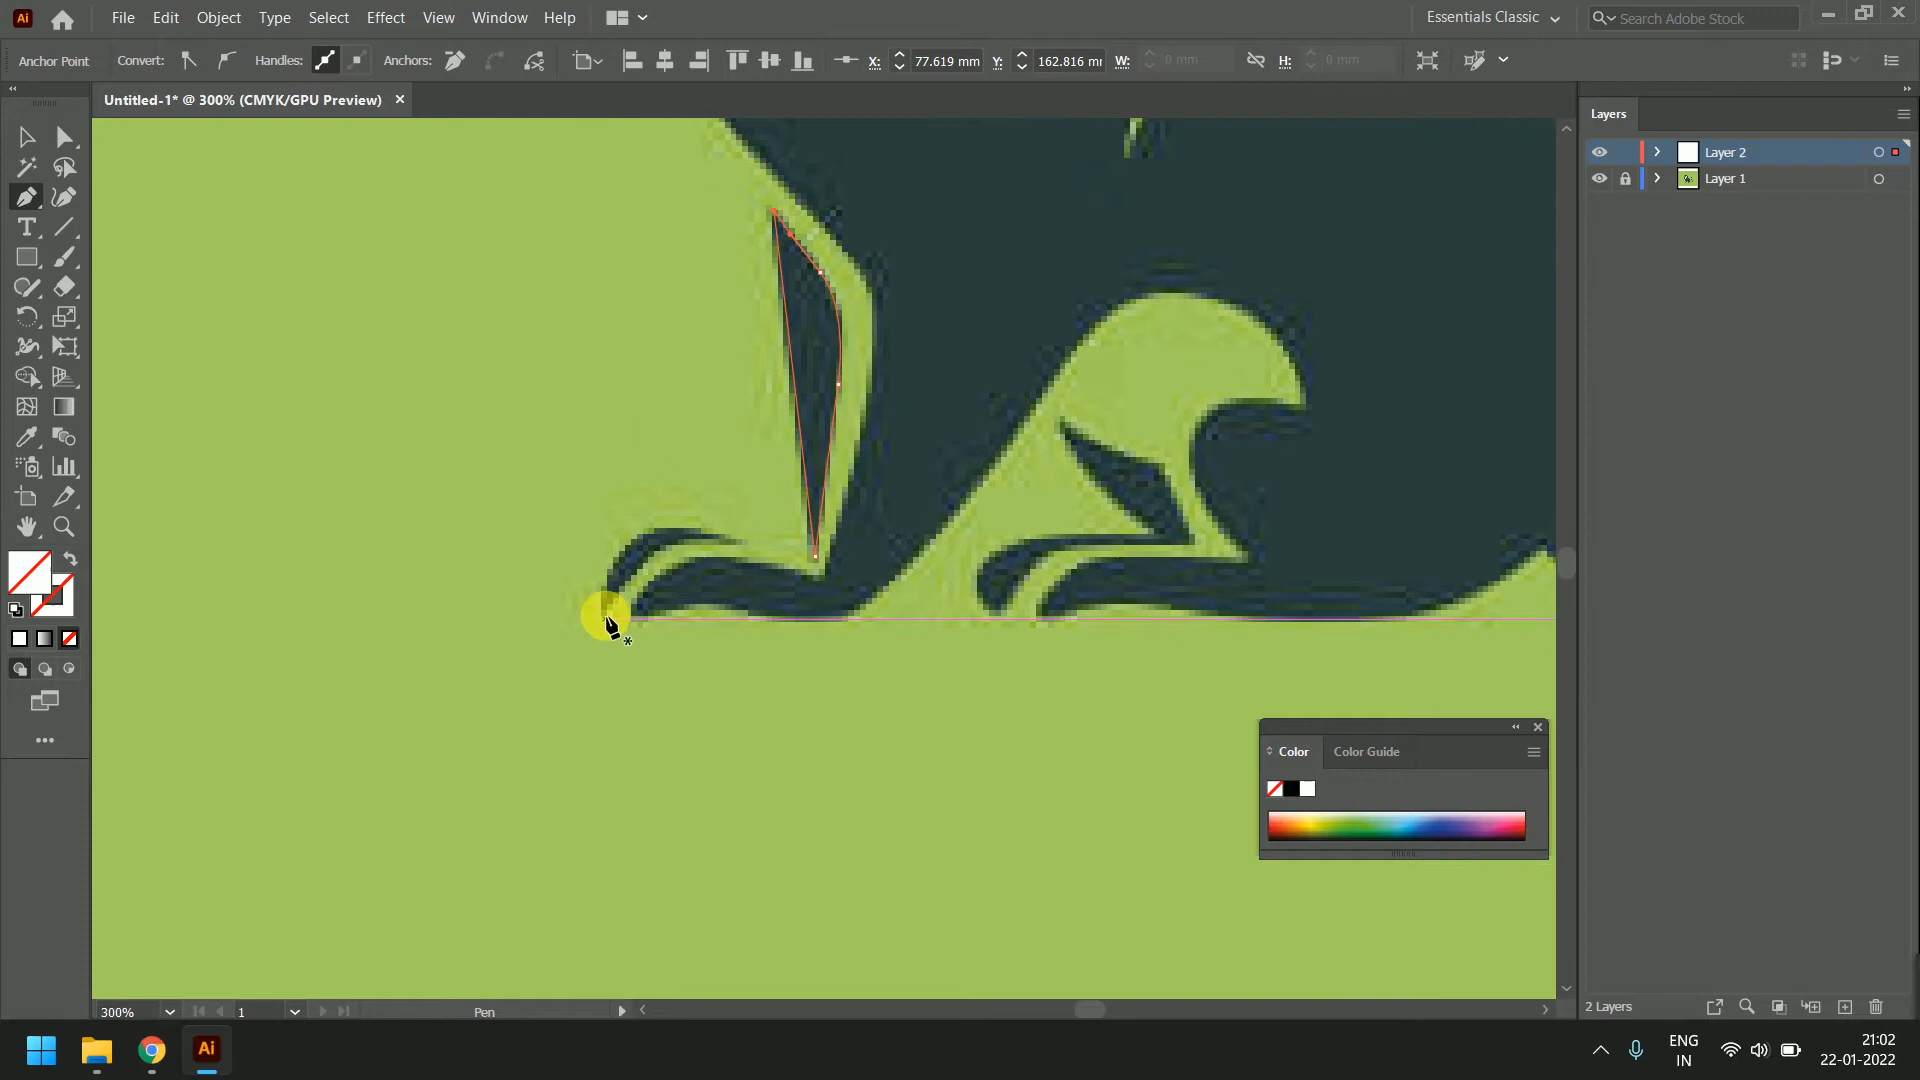 Ai File Edit Object Type Select Effect View Window Help Essentials Classic Search Adobe Stock
Anchor Point Convert: Handles: Anchors: X: 77.619 mm Y: 162.816 mm W: 0 mm H: 0 mm
Untitled-1* @ 300% (CMYK/GPU Preview)
Layers
Layer 2
Layer 1
Color Color Guide
300% 1 Pen 2 Layers
Ai ENG 21:02
IN 22-01-2022